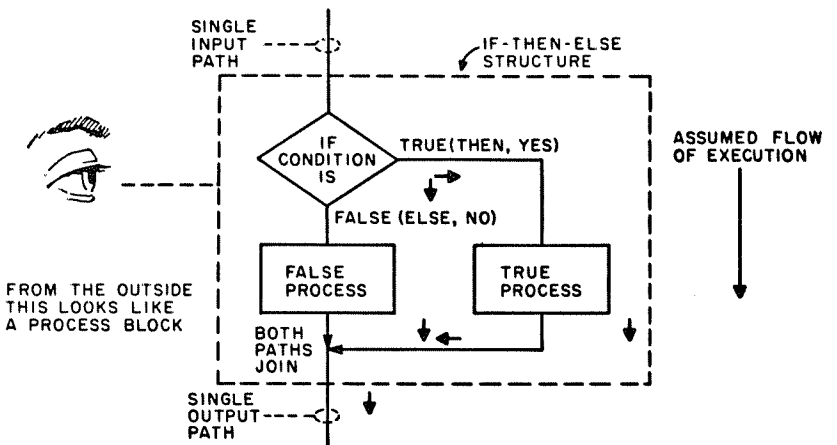 SINGLE
INPUT
PATH
IF-THEN-ELSE
STRUCTURE
IF
CONDITION
IS
TRUE(THEN, YES)
ASSUMED FLOW
OF EXECUTION
FALSE (ELSE, NO)
FALSE
PROCESS
TRUE
PROCESS
FROM THE OUTSIDE
THIS LOOKS LIKE
A PROCESS BLOCK
BOTH
PATHS
JOIN
SINGLE
OUTPUT
PATH